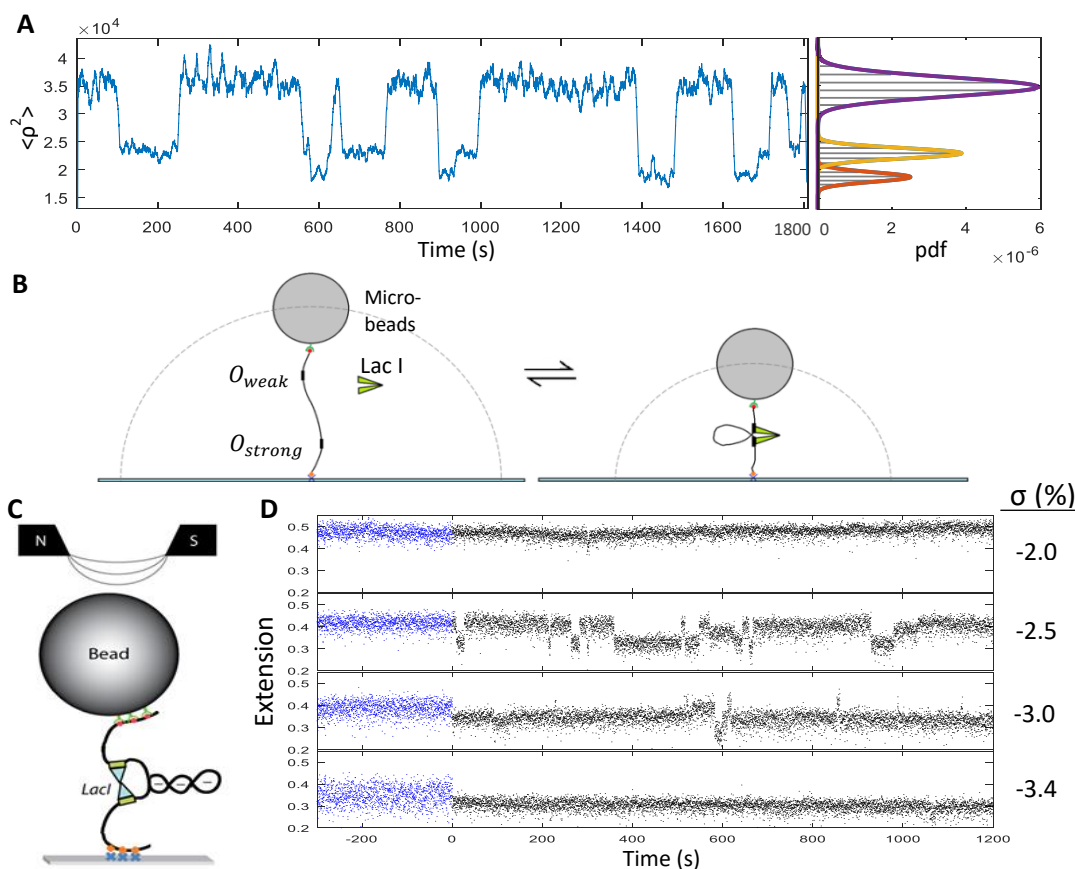 A
×10⁴
4
3.5
3
2.5
2
1.5
<ρ²>
0 200 400 600 800 1000 1200 1400 1600 1800
Time (s)
0 2 4 6
pdf
×10⁻⁶
B
Micro-
beads
O_weak
Lac I
O_strong
C
N S
Bead
LacI
− − −
D
σ (%)
0.5
0.4
0.3
0.2
-2.0
0.5
0.4
0.3
0.2
-2.5
0.5
0.4
0.3
0.2
-3.0
0.5
0.4
0.3
0.2
-3.4
Extension
-200 0 200 400 600 800 1000 1200
Time (s)